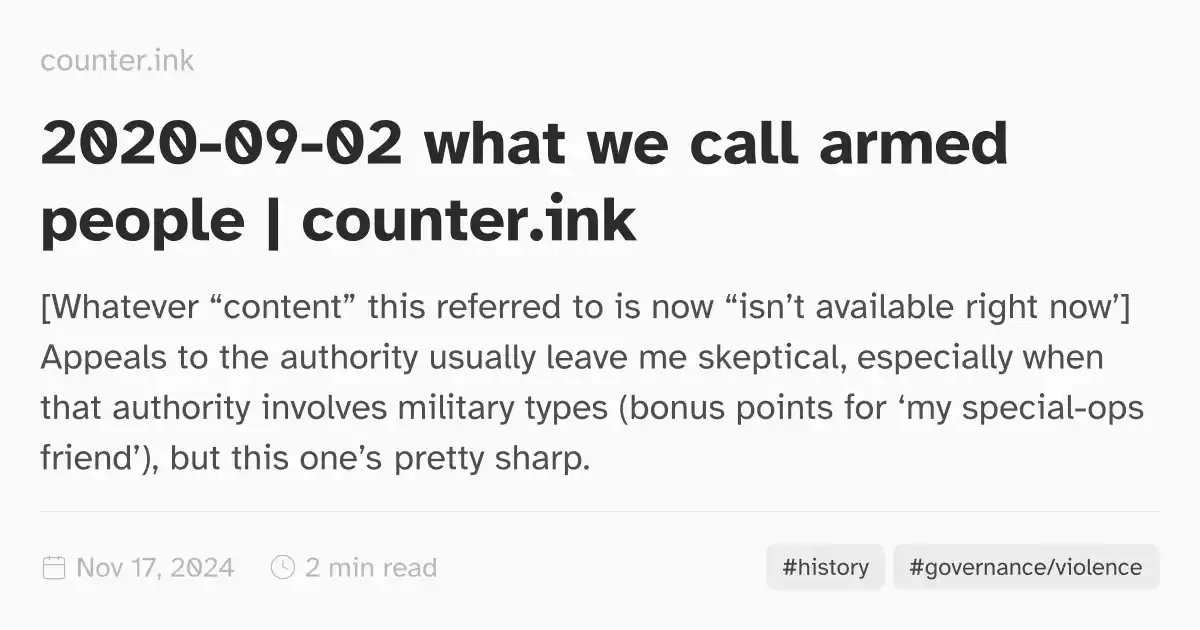 counter.ink
2020-09-02 what we call armed
people | counter.ink
[Whatever “content” this referred to is now “isn’t available right now’]
Appeals to the authority usually leave me skeptical, especially when
that authority involves military types (bonus points for ‘my special-ops
friend’), but this one’s pretty sharp.
Nov 17, 2024
2 min read
#history
#governance/violence